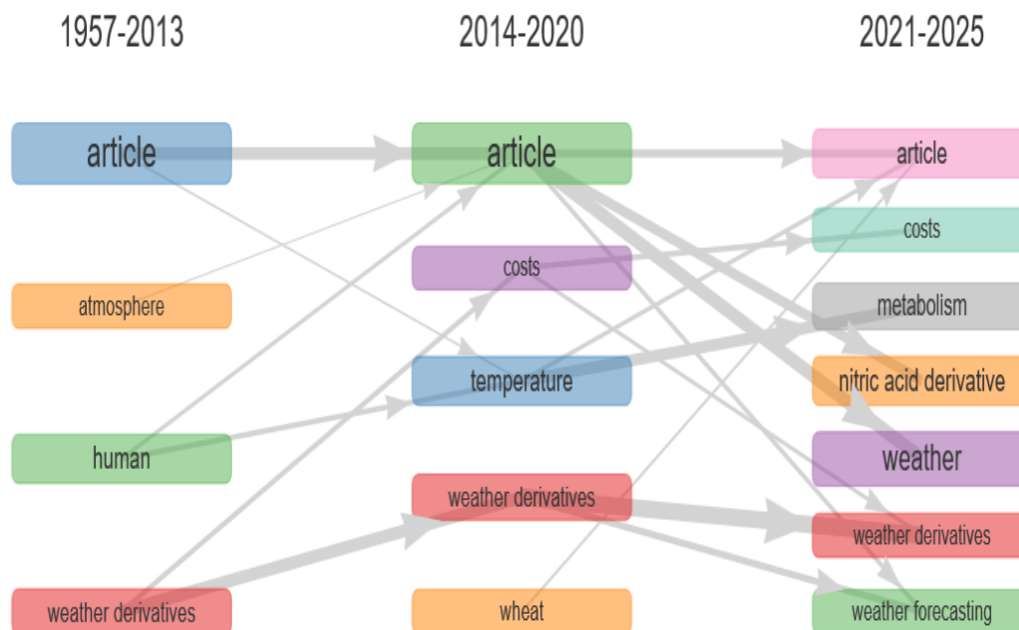 1957-2013
2014-2020
2021-2025
article
atmosphere
human
weather derivatives
article
costs
temperature
weather derivatives
wheat
article
costs
metabolism
nitric acid derivative
weather
weather derivatives
weather forecasting